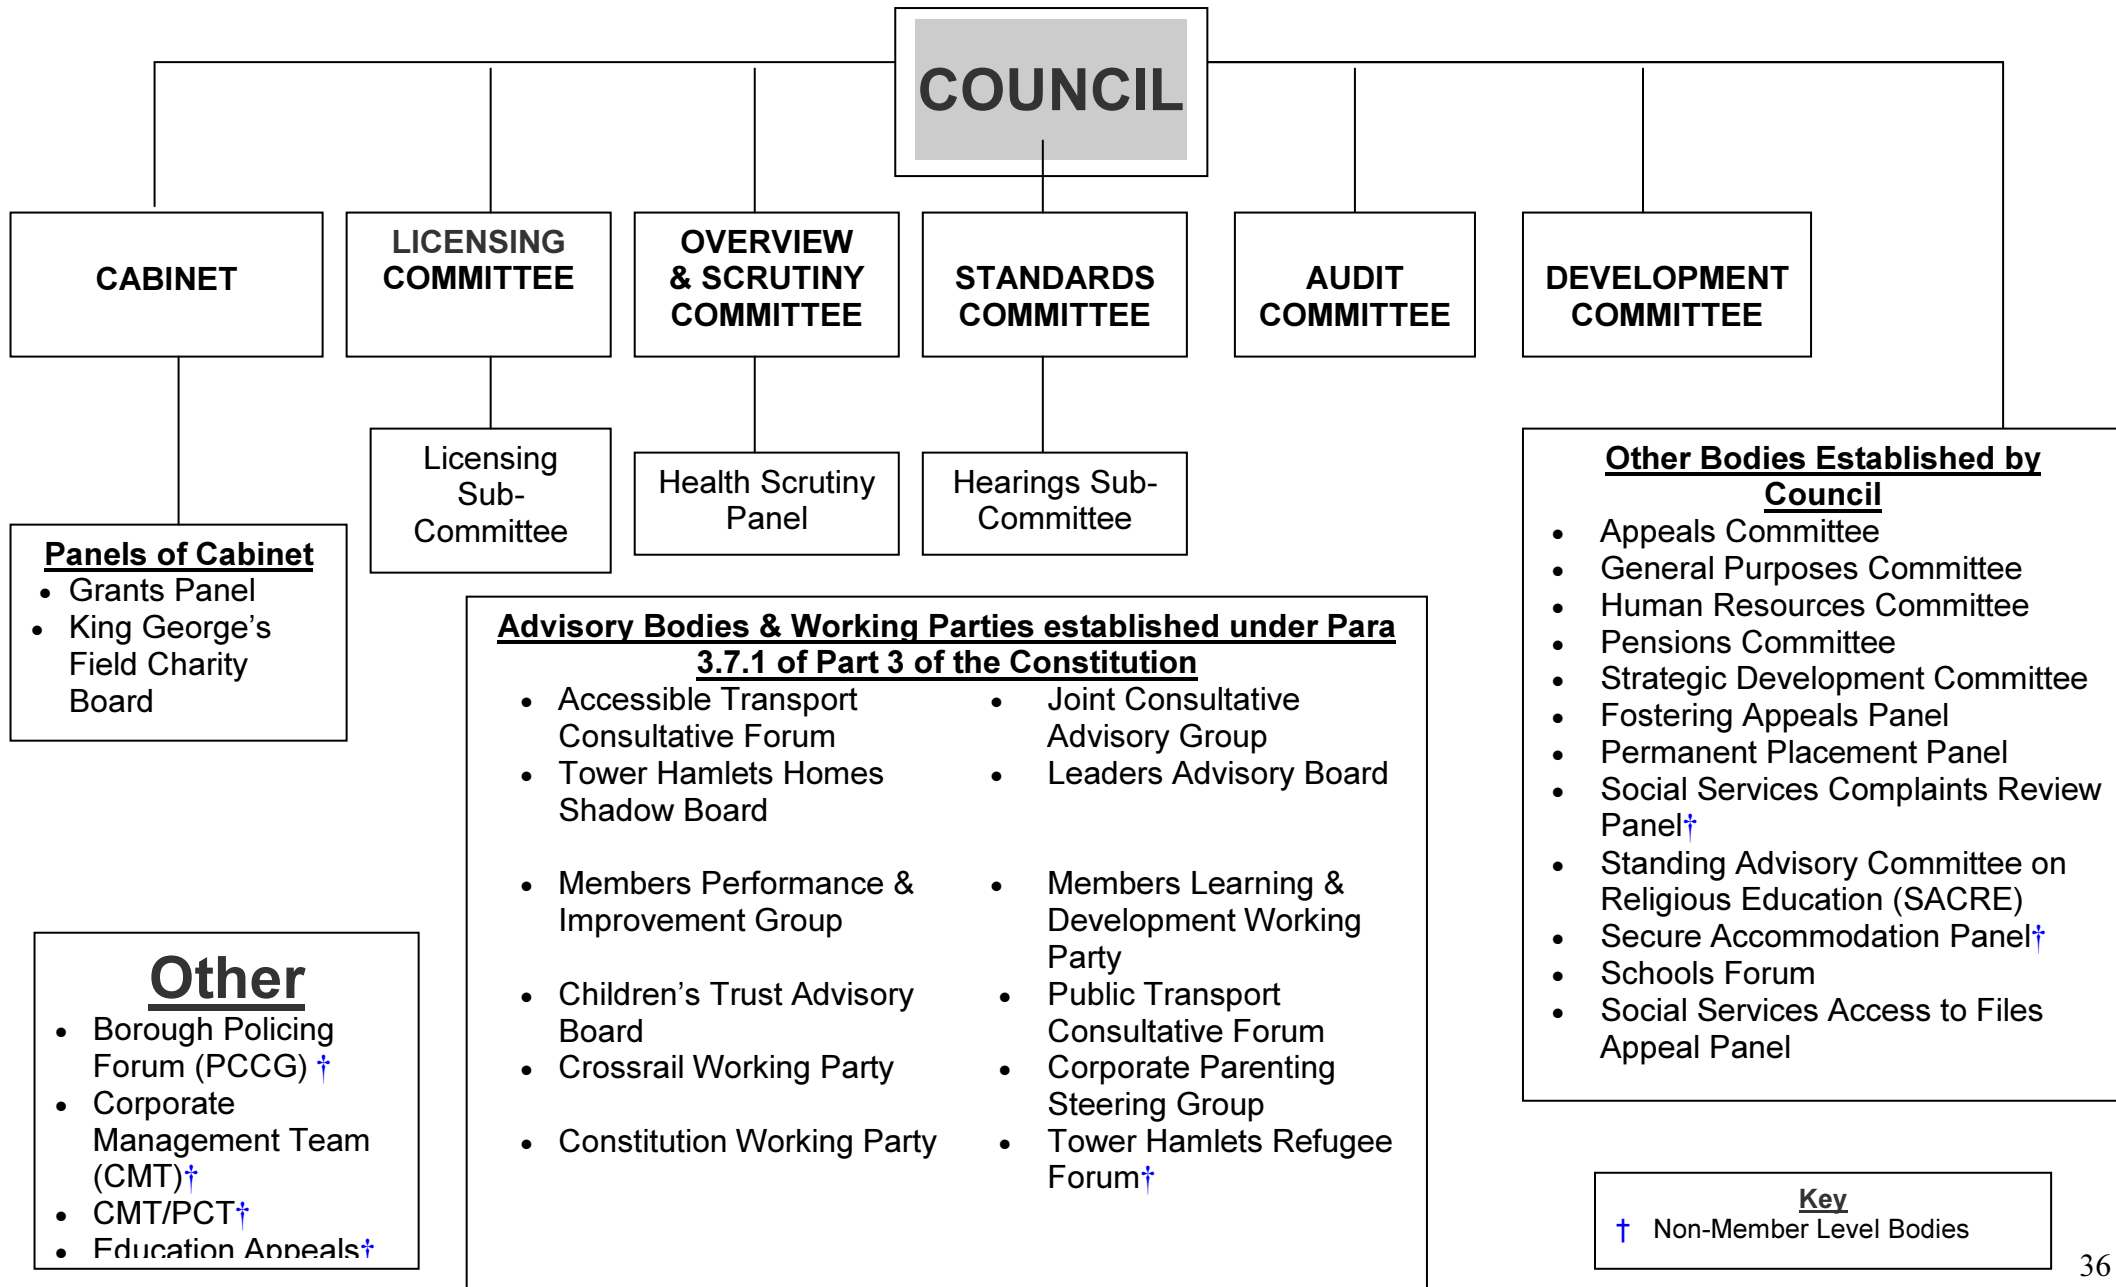 COUNCIL
CABINET
LICENSING
COMMITTEE
OVERVIEW
& SCRUTINY
COMMITTEE
STANDARDS
COMMITTEE
AUDIT
COMMITTEE
DEVELOPMENT
COMMITTEE
Licensing
Sub-
Committee
Health Scrutiny
Panel
Hearings Sub-
Committee
Panels of Cabinet
• Grants Panel
• King George’s
Field Charity
Board
Other
• Borough Policing
Forum (PCCG) †
• Corporate
Management Team
(CMT)†
• CMT/PCT†
• Education Appeals†
Advisory Bodies & Working Parties established under Para
3.7.1 of Part 3 of the Constitution
• Accessible Transport
Consultative Forum
• Tower Hamlets Homes
Shadow Board
• Members Performance &
Improvement Group
• Children’s Trust Advisory
Board
• Crossrail Working Party
• Constitution Working Party
• Joint Consultative
Advisory Group
• Leaders Advisory Board
• Members Learning &
Development Working
Party
• Public Transport
Consultative Forum
• Corporate Parenting
Steering Group
• Tower Hamlets Refugee
Forum†
Other Bodies Established by
Council
• Appeals Committee
• General Purposes Committee
• Human Resources Committee
• Pensions Committee
• Strategic Development Committee
• Fostering Appeals Panel
• Permanent Placement Panel
• Social Services Complaints Review
Panel†
• Standing Advisory Committee on
Religious Education (SACRE)
• Secure Accommodation Panel†
• Schools Forum
• Social Services Access to Files
Appeal Panel
Key
† Non-Member Level Bodies
36